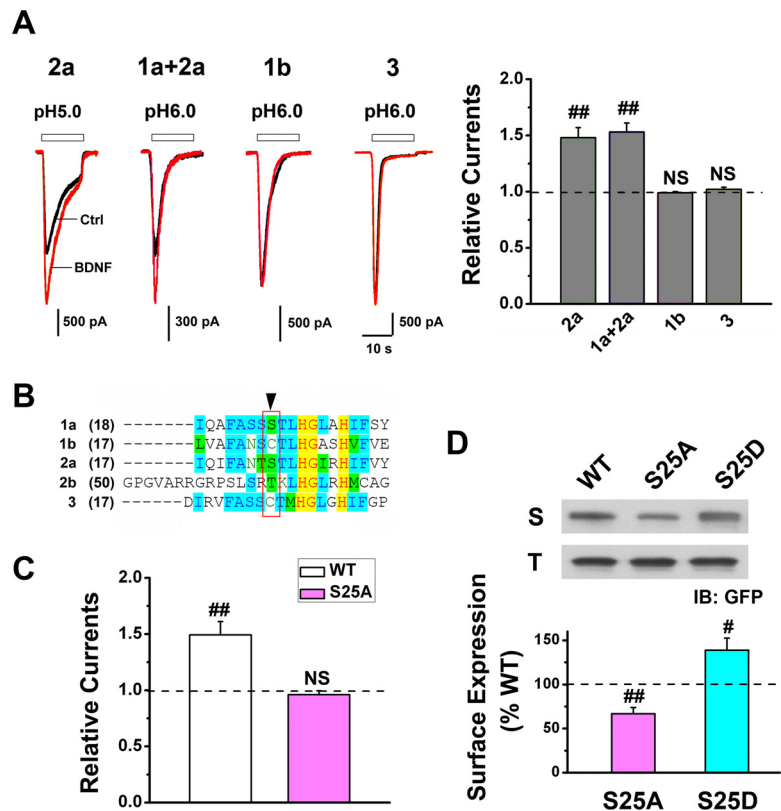 A
2a 1a+2a 1b 3
pH5.0 pH6.0 pH6.0 pH6.0
Ctrl
BDNF
500 pA 300 pA 500 pA 500 pA
10 s
Relative Currents
2.0
1.5
1.0
0.5
0.0
## ## NS NS
2a 1a+2a 1b 3
B
1a (18) -------IQAFASSSTLHGLAHIFSY
1b (17) -------LVAFANSCTLHGASHVFVE
2a (17) -------IQIFANTSTLHGIRHIFVY
2b (50) GPGVARRGRPSLSRTKLHGLRHMCAG
3 (17) ------DIRVFASSCTMHGLGHIFGP
C
Relative Currents
2.0
1.5
1.0
0.5
0.0
WT
S25A
##
NS
D
WT S25A S25D
S
T
IB: GFP
Surface Expression
(% WT)
150
100
50
0
##
#
S25A S25D